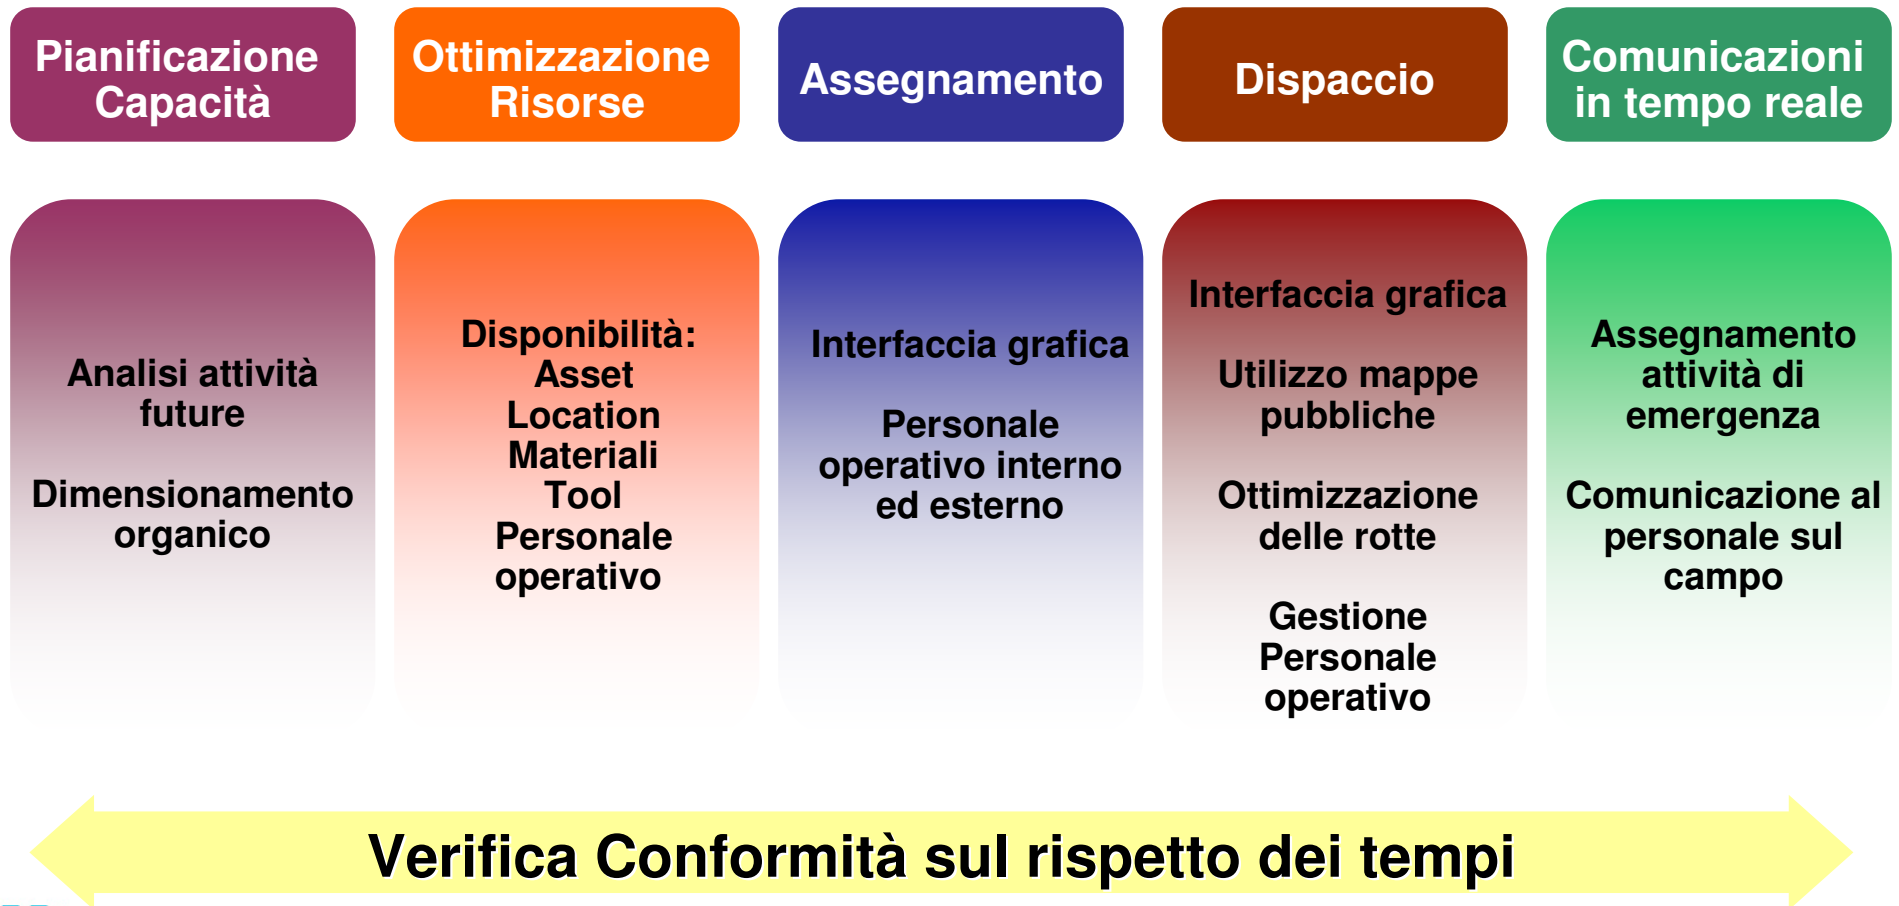 Pianificazione
Capacità
Ottimizzazione
Risorse
Assegnamento
Dispaccio
Comunicazioni
in tempo reale
Analisi attività
future
Dimensionamento
organico
Disponibilità:
Asset
Location
Materiali
Tool
Personale
operativo
Interfaccia grafica
Personale
operativo interno
ed esterno
Interfaccia grafica
Utilizzo mappe
pubbliche
Ottimizzazione
delle rotte
Gestione
Personale
operativo
Assegnamento
attività di
emergenza
Comunicazione al
personale sul
campo
Verifica Conformità sul rispetto dei tempi